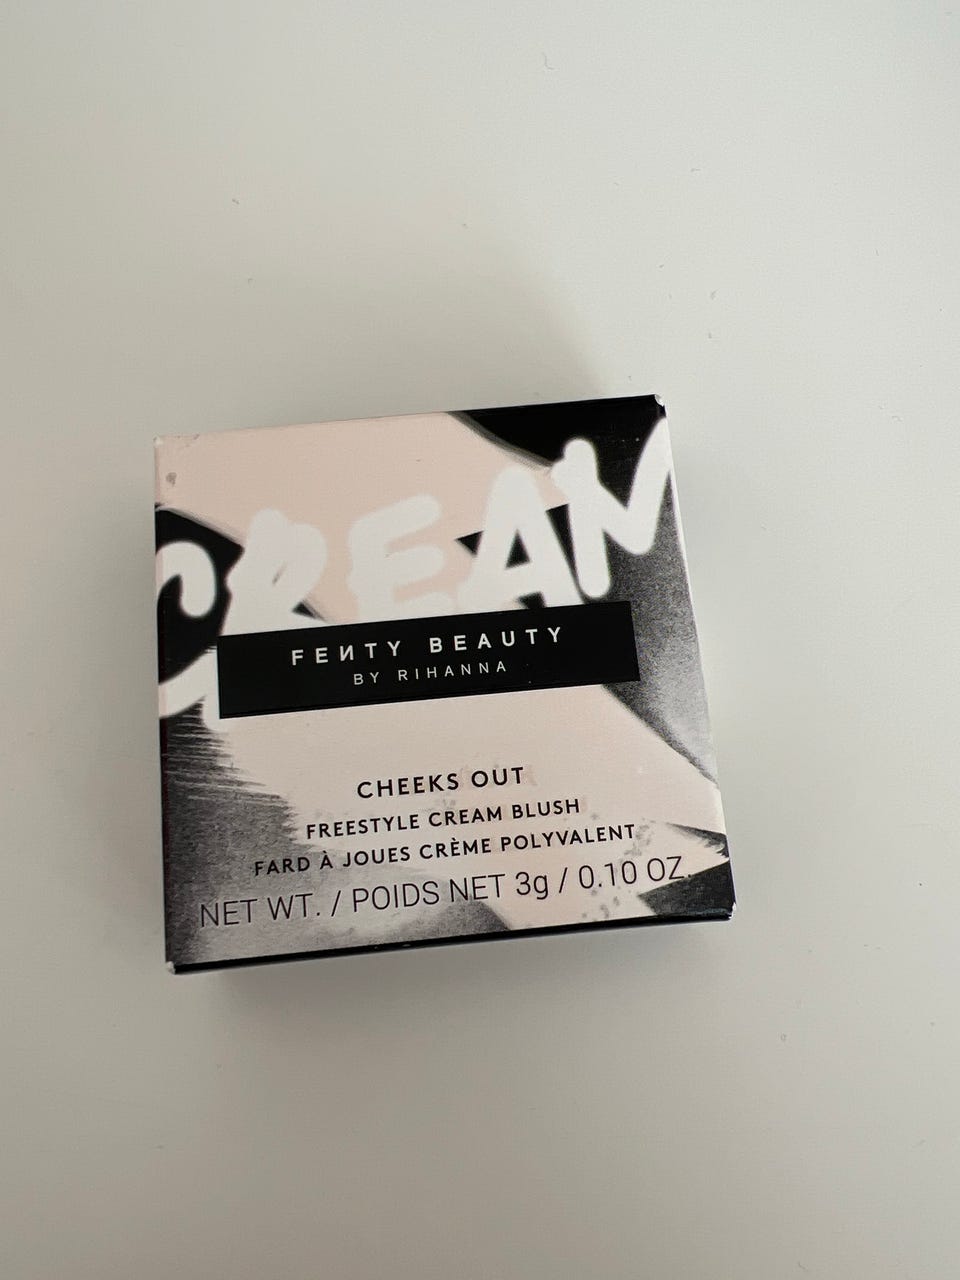 CREAM
FENTY BEAUTY
BY RIHANNA
CHEEKS OUT
FREESTYLE CREAM BLUSH
FARD À JOUES CRÈME POLYVALENT
NET WT. / POIDS NET 3g / 0.10 OZ.